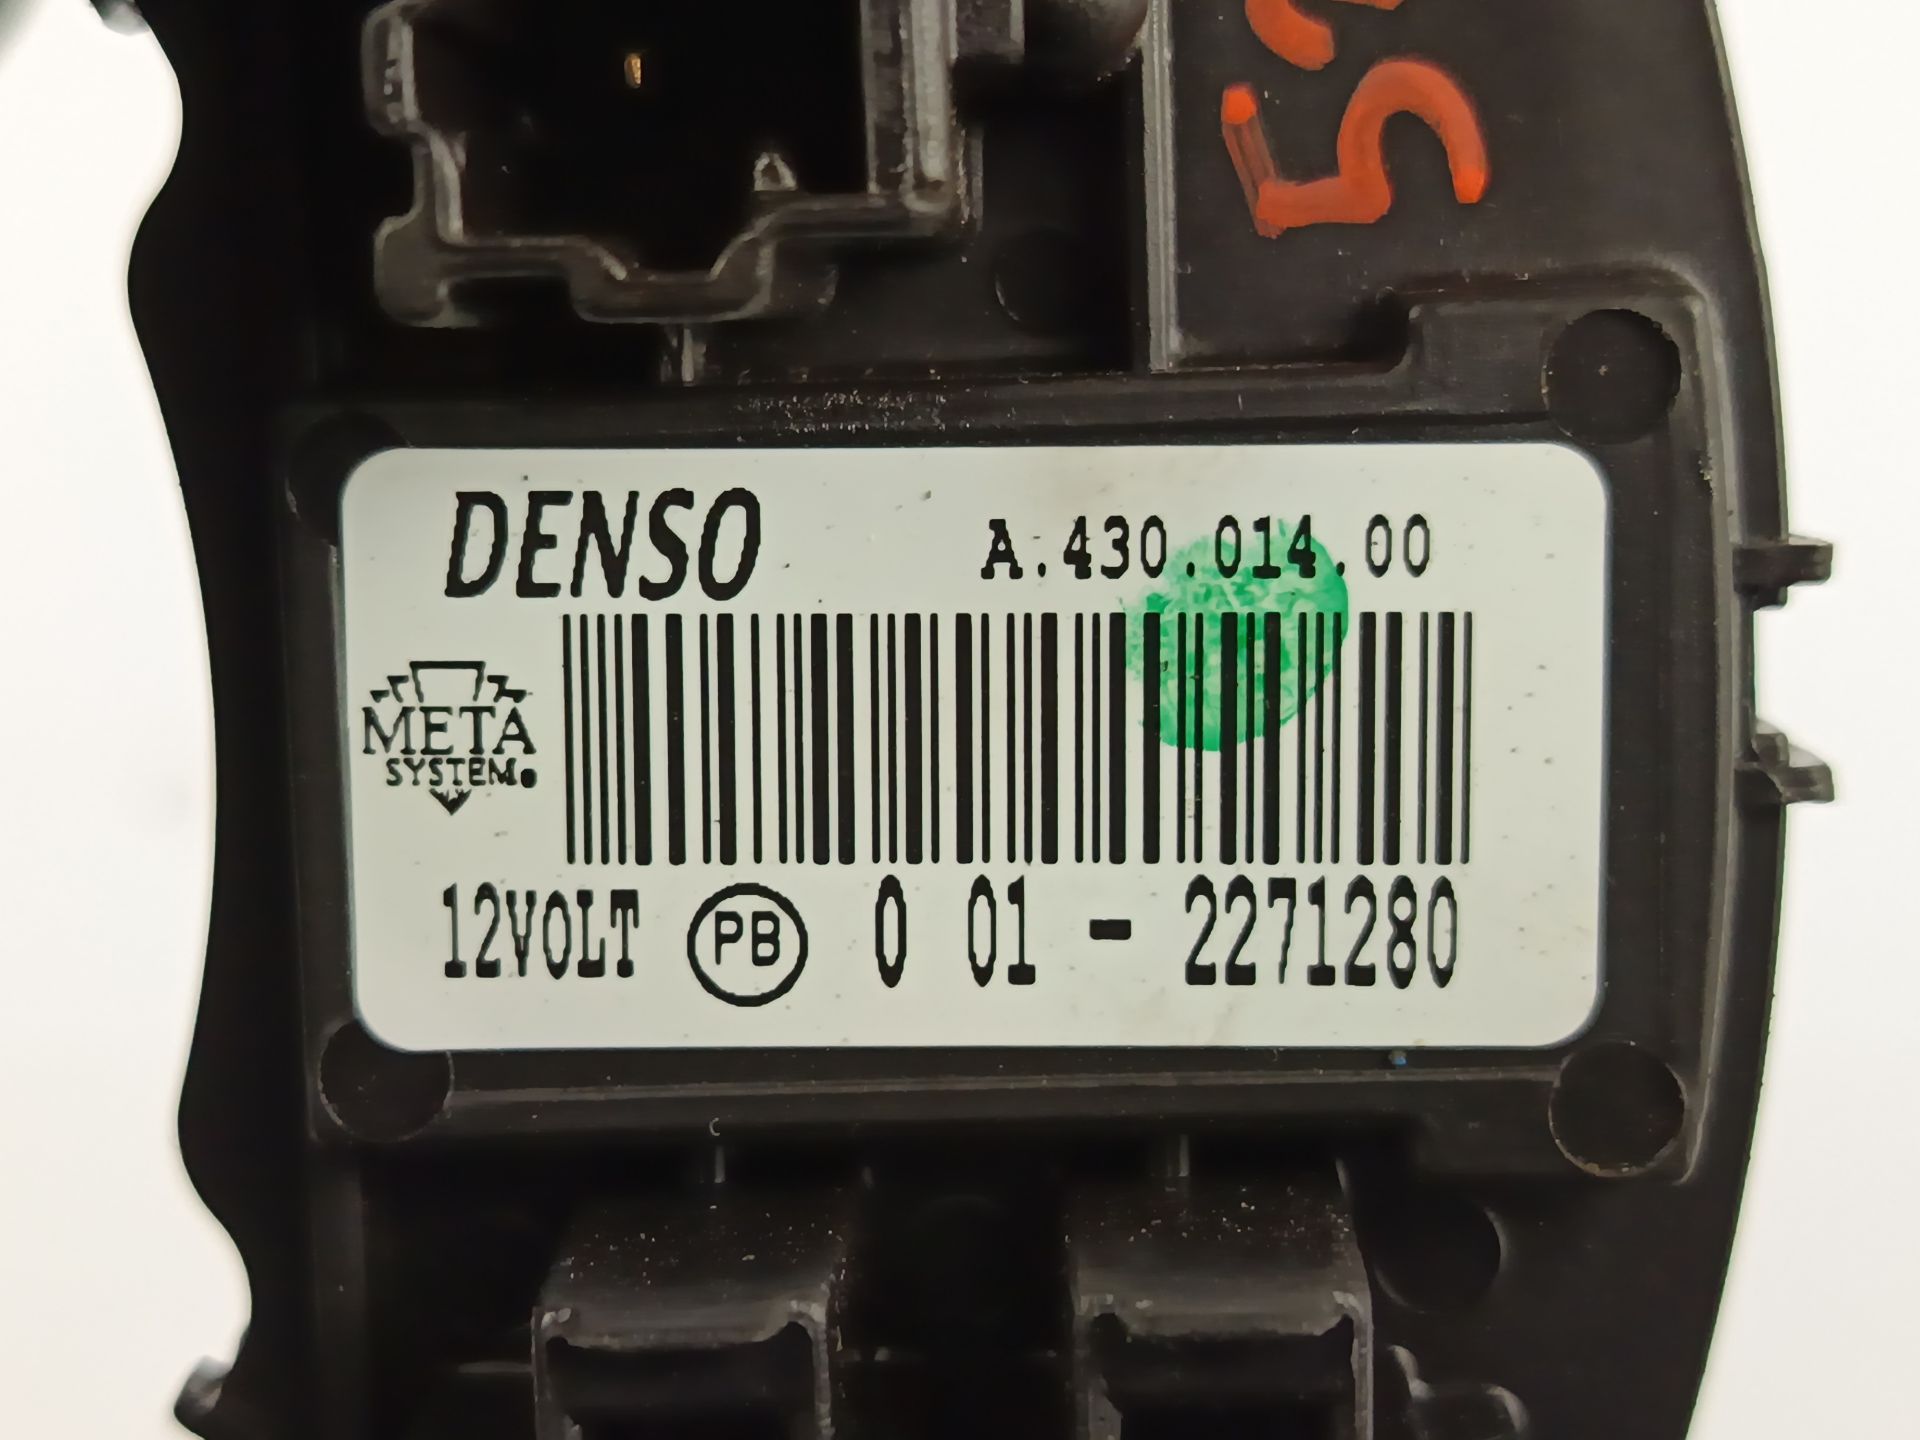 DENSO A.430.014.00
META
SYSTEM.
12VOLT PB 0 01 - 2271280